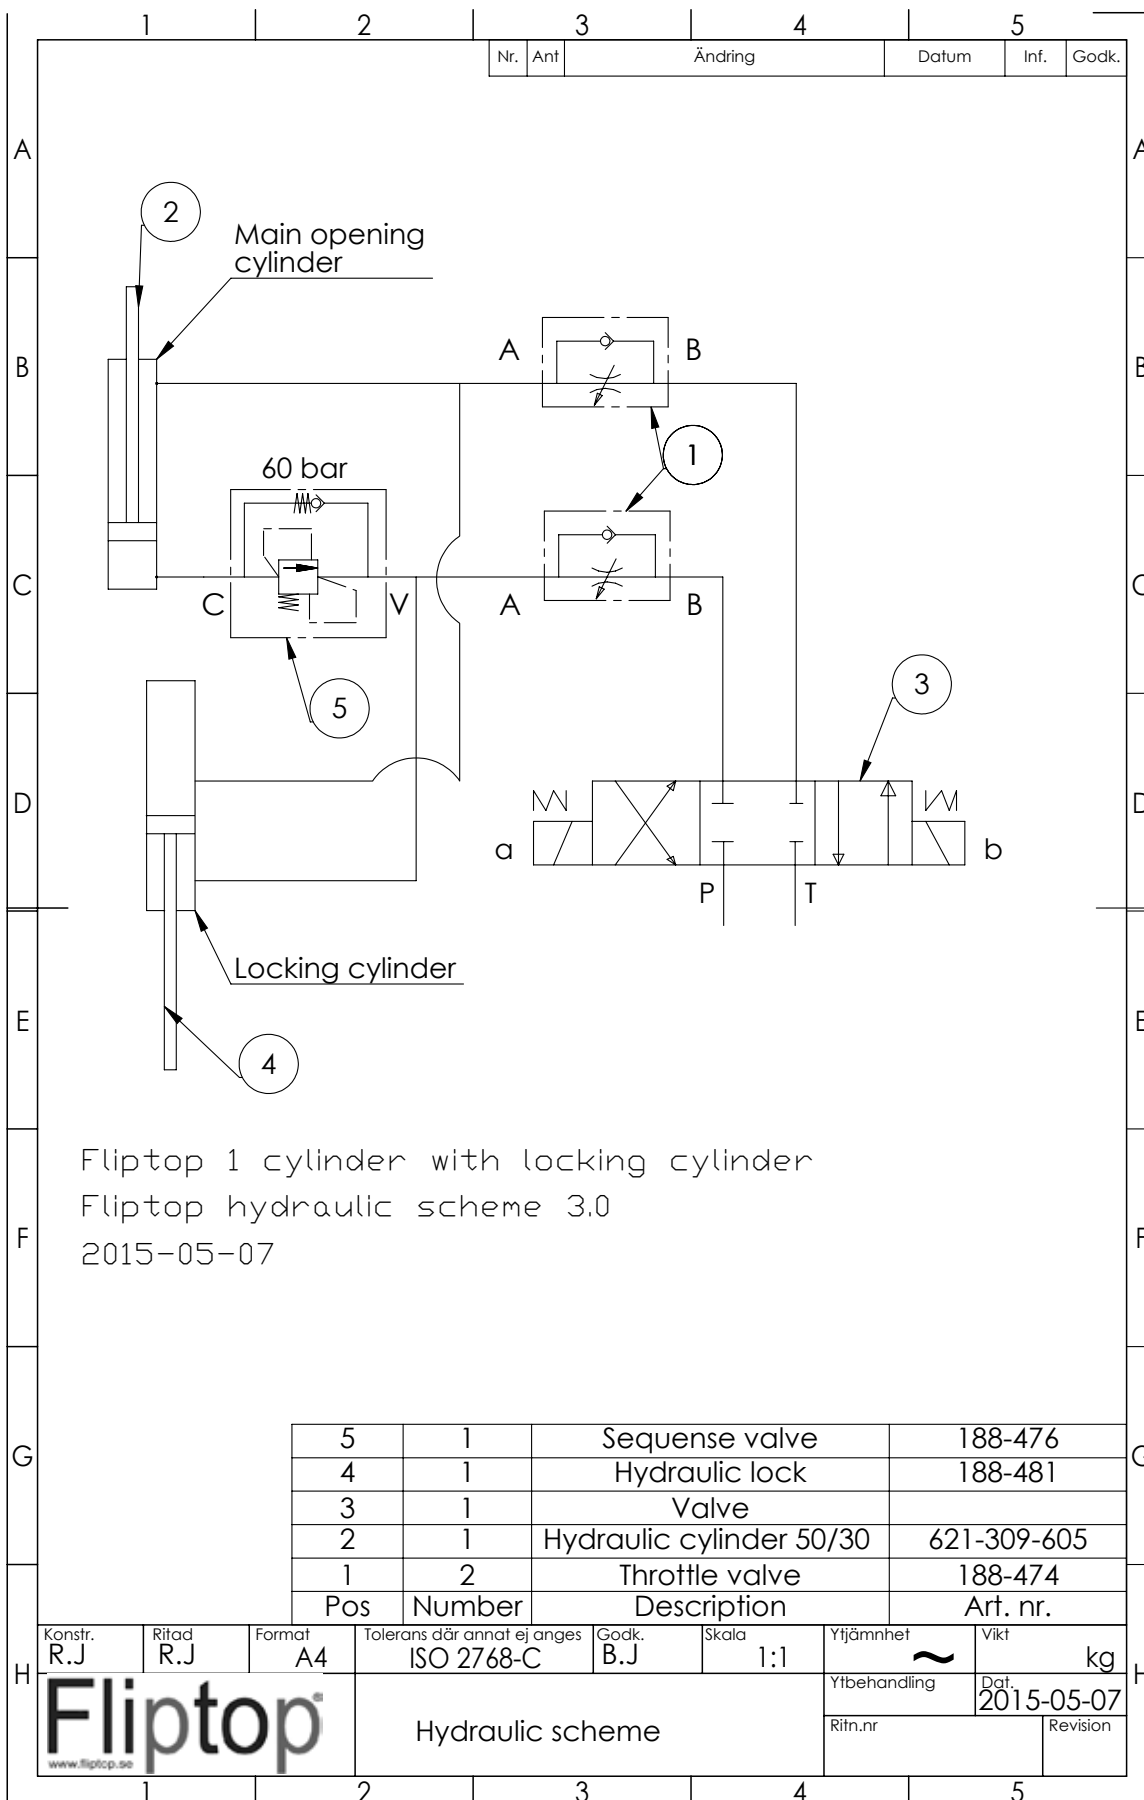 1 2 3 4 5
Nr. Ant Ändring Datum Inf. Godk.
A A
2
Main opening
cylinder
B B
A B
1
60 bar
C C
C V A B
5
3
D D
a b
P T
Locking cylinder
E E
4
Fliptop 1 cylinder with locking cylinder
Fliptop hydraulic scheme 3.0
2015-05-07
F F
G G
5 1 Sequense valve 188-476
4 1 Hydraulic lock 188-481
3 1 Valve
2 1 Hydraulic cylinder 50/30 621-309-605
1 2 Throttle valve 188-474
Pos Number Description Art. nr.
Konstr. Ritad Format Tolerans där annat ej anges Godk. Skala Ytjämnhet Vikt
R.J R.J A4 ISO 2768-C B.J 1:1 ~ kg
H H
Ytbehandling Dat.
2015-05-07
Fliptop®
www.fliptop.se
Hydraulic scheme
Ritn.nr Revision
1 2 3 4 5